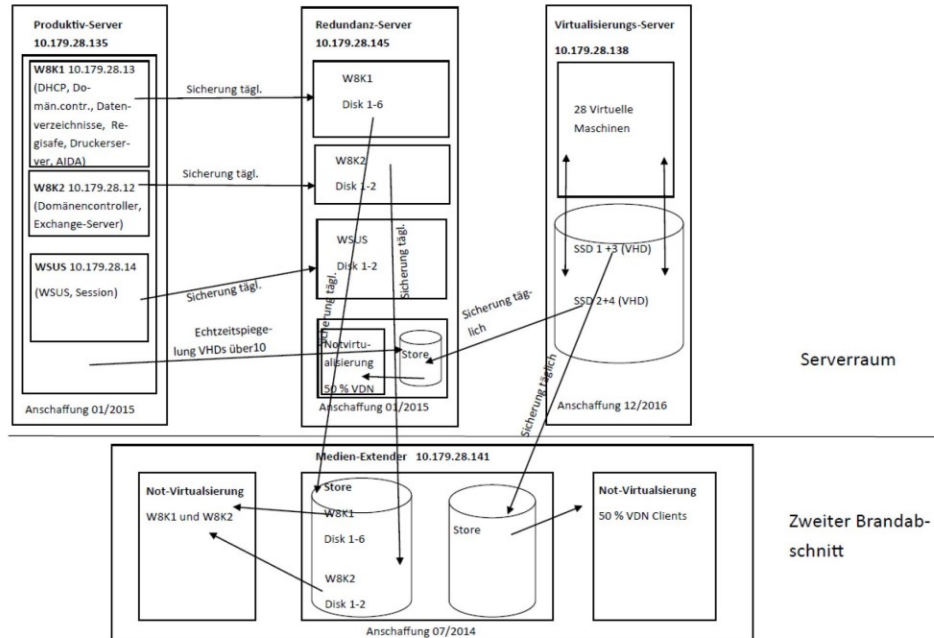 Produktiv-Server
10.179.28.135
W8K1 10.179.28.13
(DHCP, Do-
män.contr., Daten-
verzeichnisse, Re-
gisafe, Druckerser-
ver, AIDA)
W8K2 10.179.28.12
(Domänencontroller,
Exchange-Server)
WSUS 10.179.28.14
(WSUS, Session)
Anschaffung 01/2015
Sicherung tägl.
Sicherung tägl.
Sicherung tägl.
Echtzeitspiege-
lung VHDs über10
Redundanz-Server
10.179.28.145
W8K1
Disk 1-6
W8K2
Disk 1-2
WSUS
Disk 1-2
Notvirtu-
alisierung
50 % VDN
Store
Anschaffung 01/2015
Sicherung tägl.
Sicherung tägl.
Sicherung täg-
lich
Sicherung täglich
Virtualisierungs-Server
10.179.28.138
28 Virtuelle
Maschinen
SSD 1 +3 (VHD)
SSD 2+4 (VHD)
Anschaffung 12/2016
Serverraum
Medien-Extender 10.179.28.141
Not-Virtualsierung
W8K1 und W8K2
Store
W8K1
Disk 1-6
W8K2
Disk 1-2
Store
Not-Virtualisierung
50 % VDN Clients
Anschaffung 07/2014
Zweiter Brandab-
schnitt